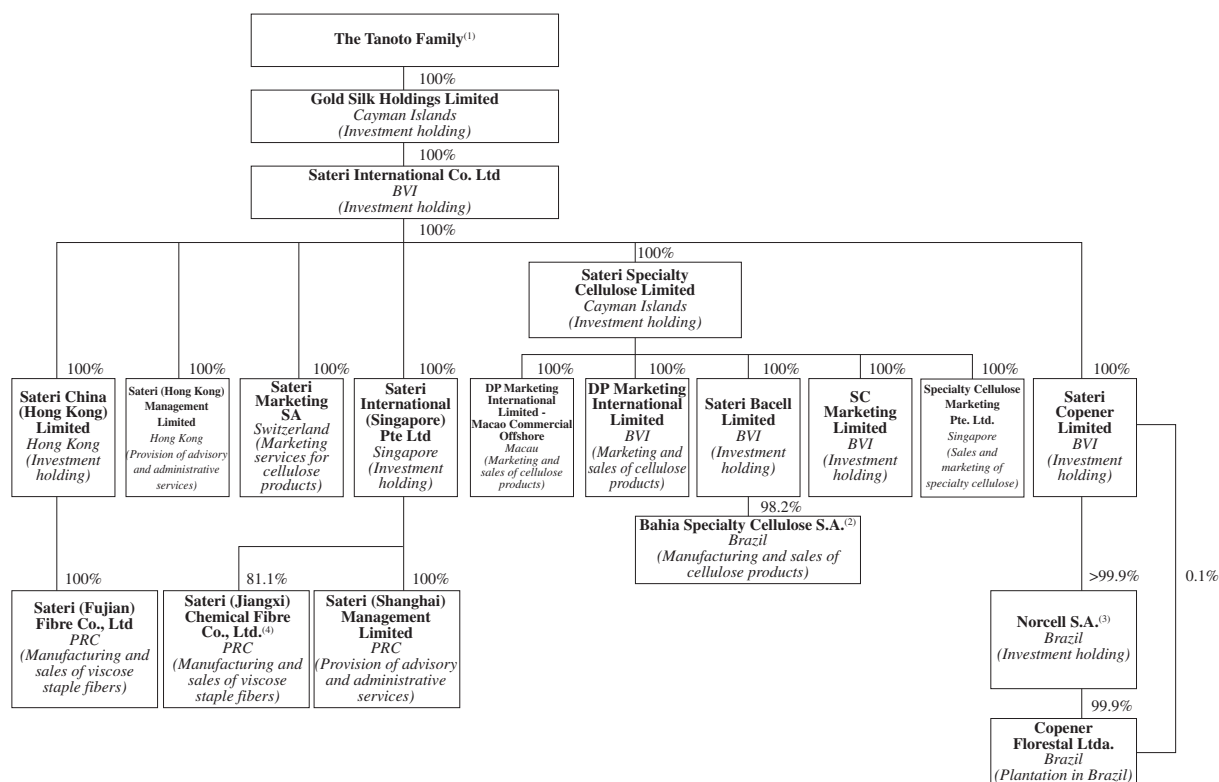 The Tanoto Family(1)
100%
Gold Silk Holdings Limited
Cayman Islands
(Investment holding)
100%
Sateri International Co. Ltd
BVI
(Investment holding)
100%
100%
Sateri Specialty
Cellulose Limited
Cayman Islands
(Investment holding)
100%
Sateri China
(Hong Kong)
Limited
Hong Kong
(Investment
holding)
100%
Sateri (Hong Kong)
Management
Limited
Hong Kong
(Provision of advisory
and administrative
services)
100%
Sateri
Marketing
SA
Switzerland
(Marketing
services for
cellulose
products)
100%
Sateri
International
(Singapore)
Pte Ltd
Singapore
(Investment
holding)
100%
DP Marketing
International
Limited -
Macao Commercial
Offshore
Macau
(Marketing and
sales of cellulose
products)
100%
DP Marketing
International
Limited
BVI
(Marketing and
sales of cellulose
products)
100%
Sateri Bacell
Limited
BVI
(Investment
holding)
100%
SC
Marketing
Limited
BVI
(Investment
holding)
100%
Specialty Cellulose
Marketing
Pte. Ltd.
Singapore
(Sales and
marketing of
specialty cellulose)
100%
Sateri
Copener
Limited
BVI
(Investment
holding)
98.2%
Bahia Specialty Cellulose S.A.(2)
Brazil
(Manufacturing and sales of
cellulose products)
100%
Sateri (Fujian)
Fibre Co., Ltd
PRC
(Manufacturing and
sales of viscose
staple fibers)
81.1%
Sateri (Jiangxi)
Chemical Fibre
Co., Ltd.(4)
PRC
(Manufacturing and
sales of viscose
staple fibers)
100%
Sateri (Shanghai)
Management
Limited
PRC
(Provision of advisory
and administrative
services)
>99.9%
0.1%
Norcell S.A.(3)
Brazil
(Investment holding)
99.9%
Copener
Florestal Ltda.
Brazil
(Plantation in Brazil)